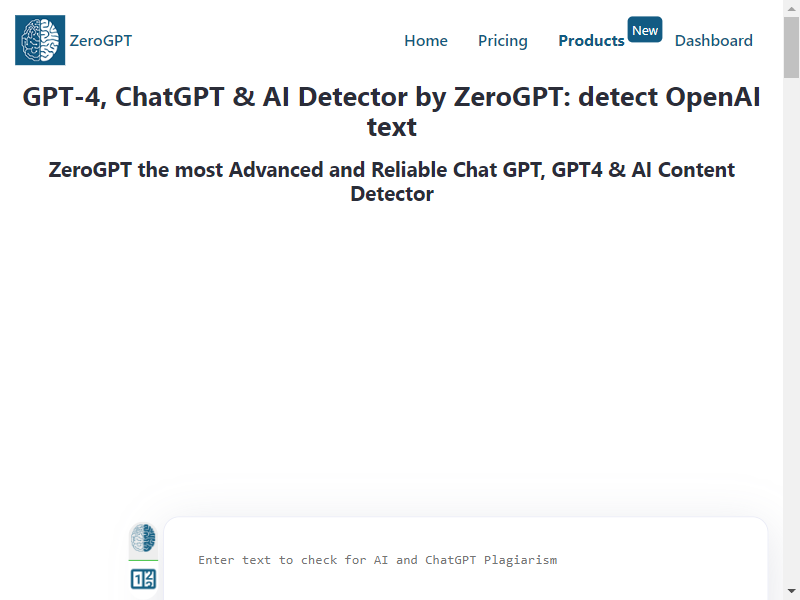 ZeroGPT
Home Pricing Products New Dashboard
GPT-4, ChatGPT & AI Detector by ZeroGPT: detect OpenAI
text
ZeroGPT the most Advanced and Reliable Chat GPT, GPT4 & AI Content
Detector
Enter text to check for AI and ChatGPT Plagiarism